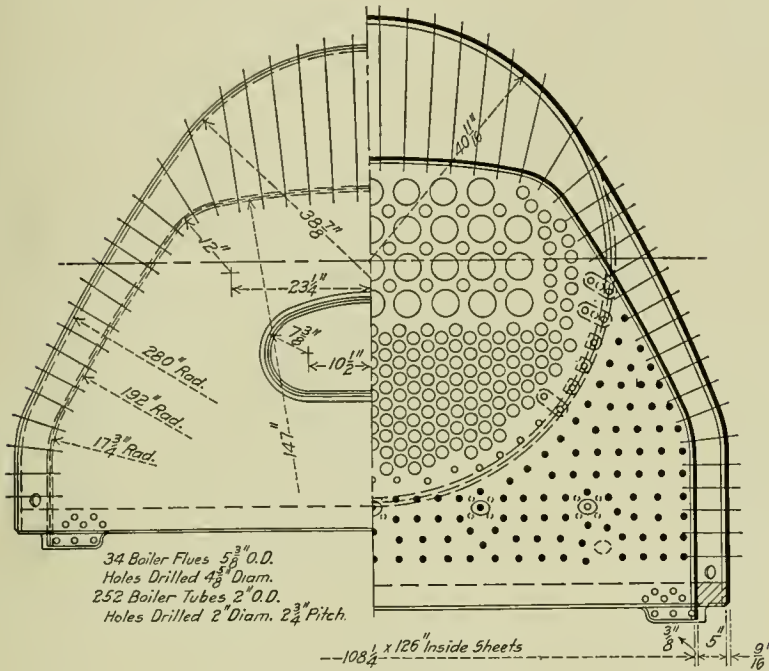 40 11/16"
38 7/8"
12"
23 1/4"
7 3/8"
10 1/2"
280" Rad.
192" Rad.
147"
17 3/4" Rad.
34 Boiler Flues 5 3/8" O.D.
Holes Drilled 4 5/8" Diam.
252 Boiler Tubes 2" O.D.
Holes Drilled 2" Diam. 2 3/4" Pitch.
108 1/4 x 126" Inside Sheets
3/8"
5"
9/16"